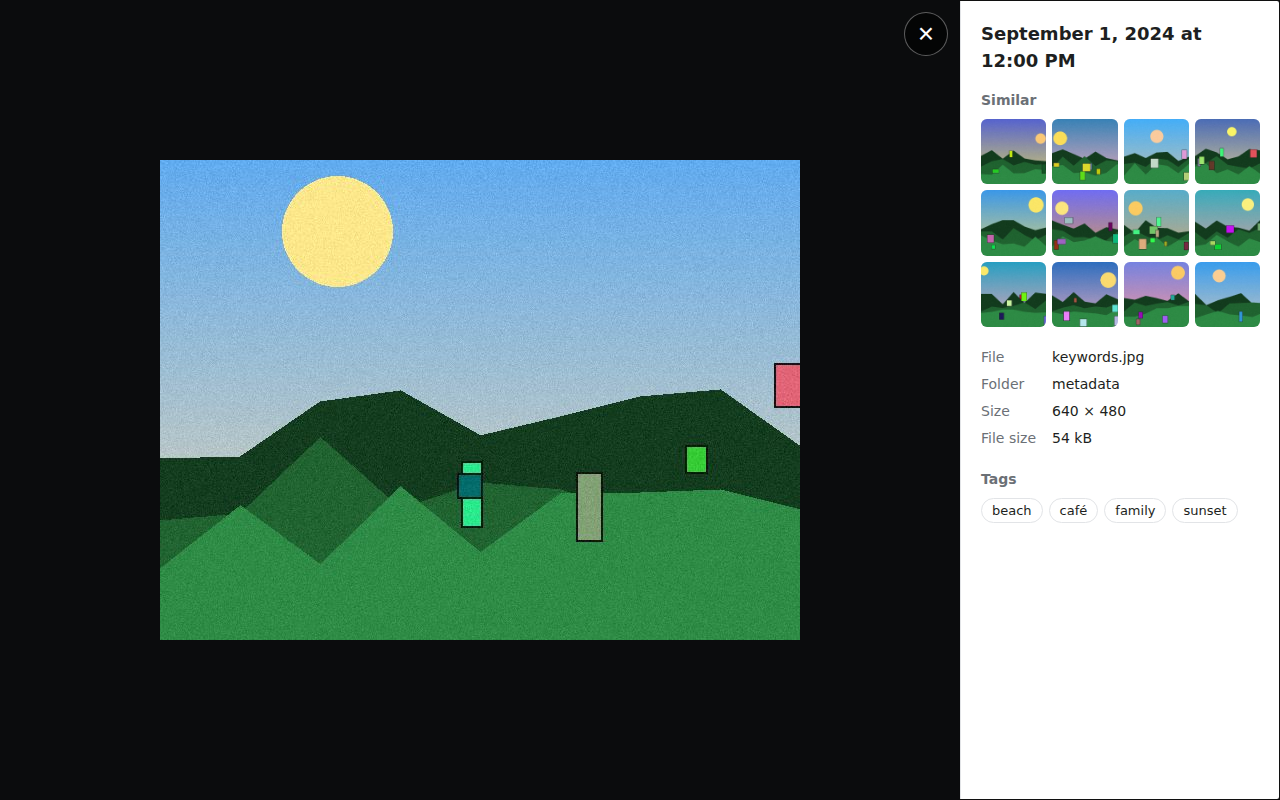 ✕
September 1, 2024 at
12:00 PM
Similar
File keywords.jpg
Folder metadata
Size 640 × 480
File size 54 kB
Tags
beach café family sunset